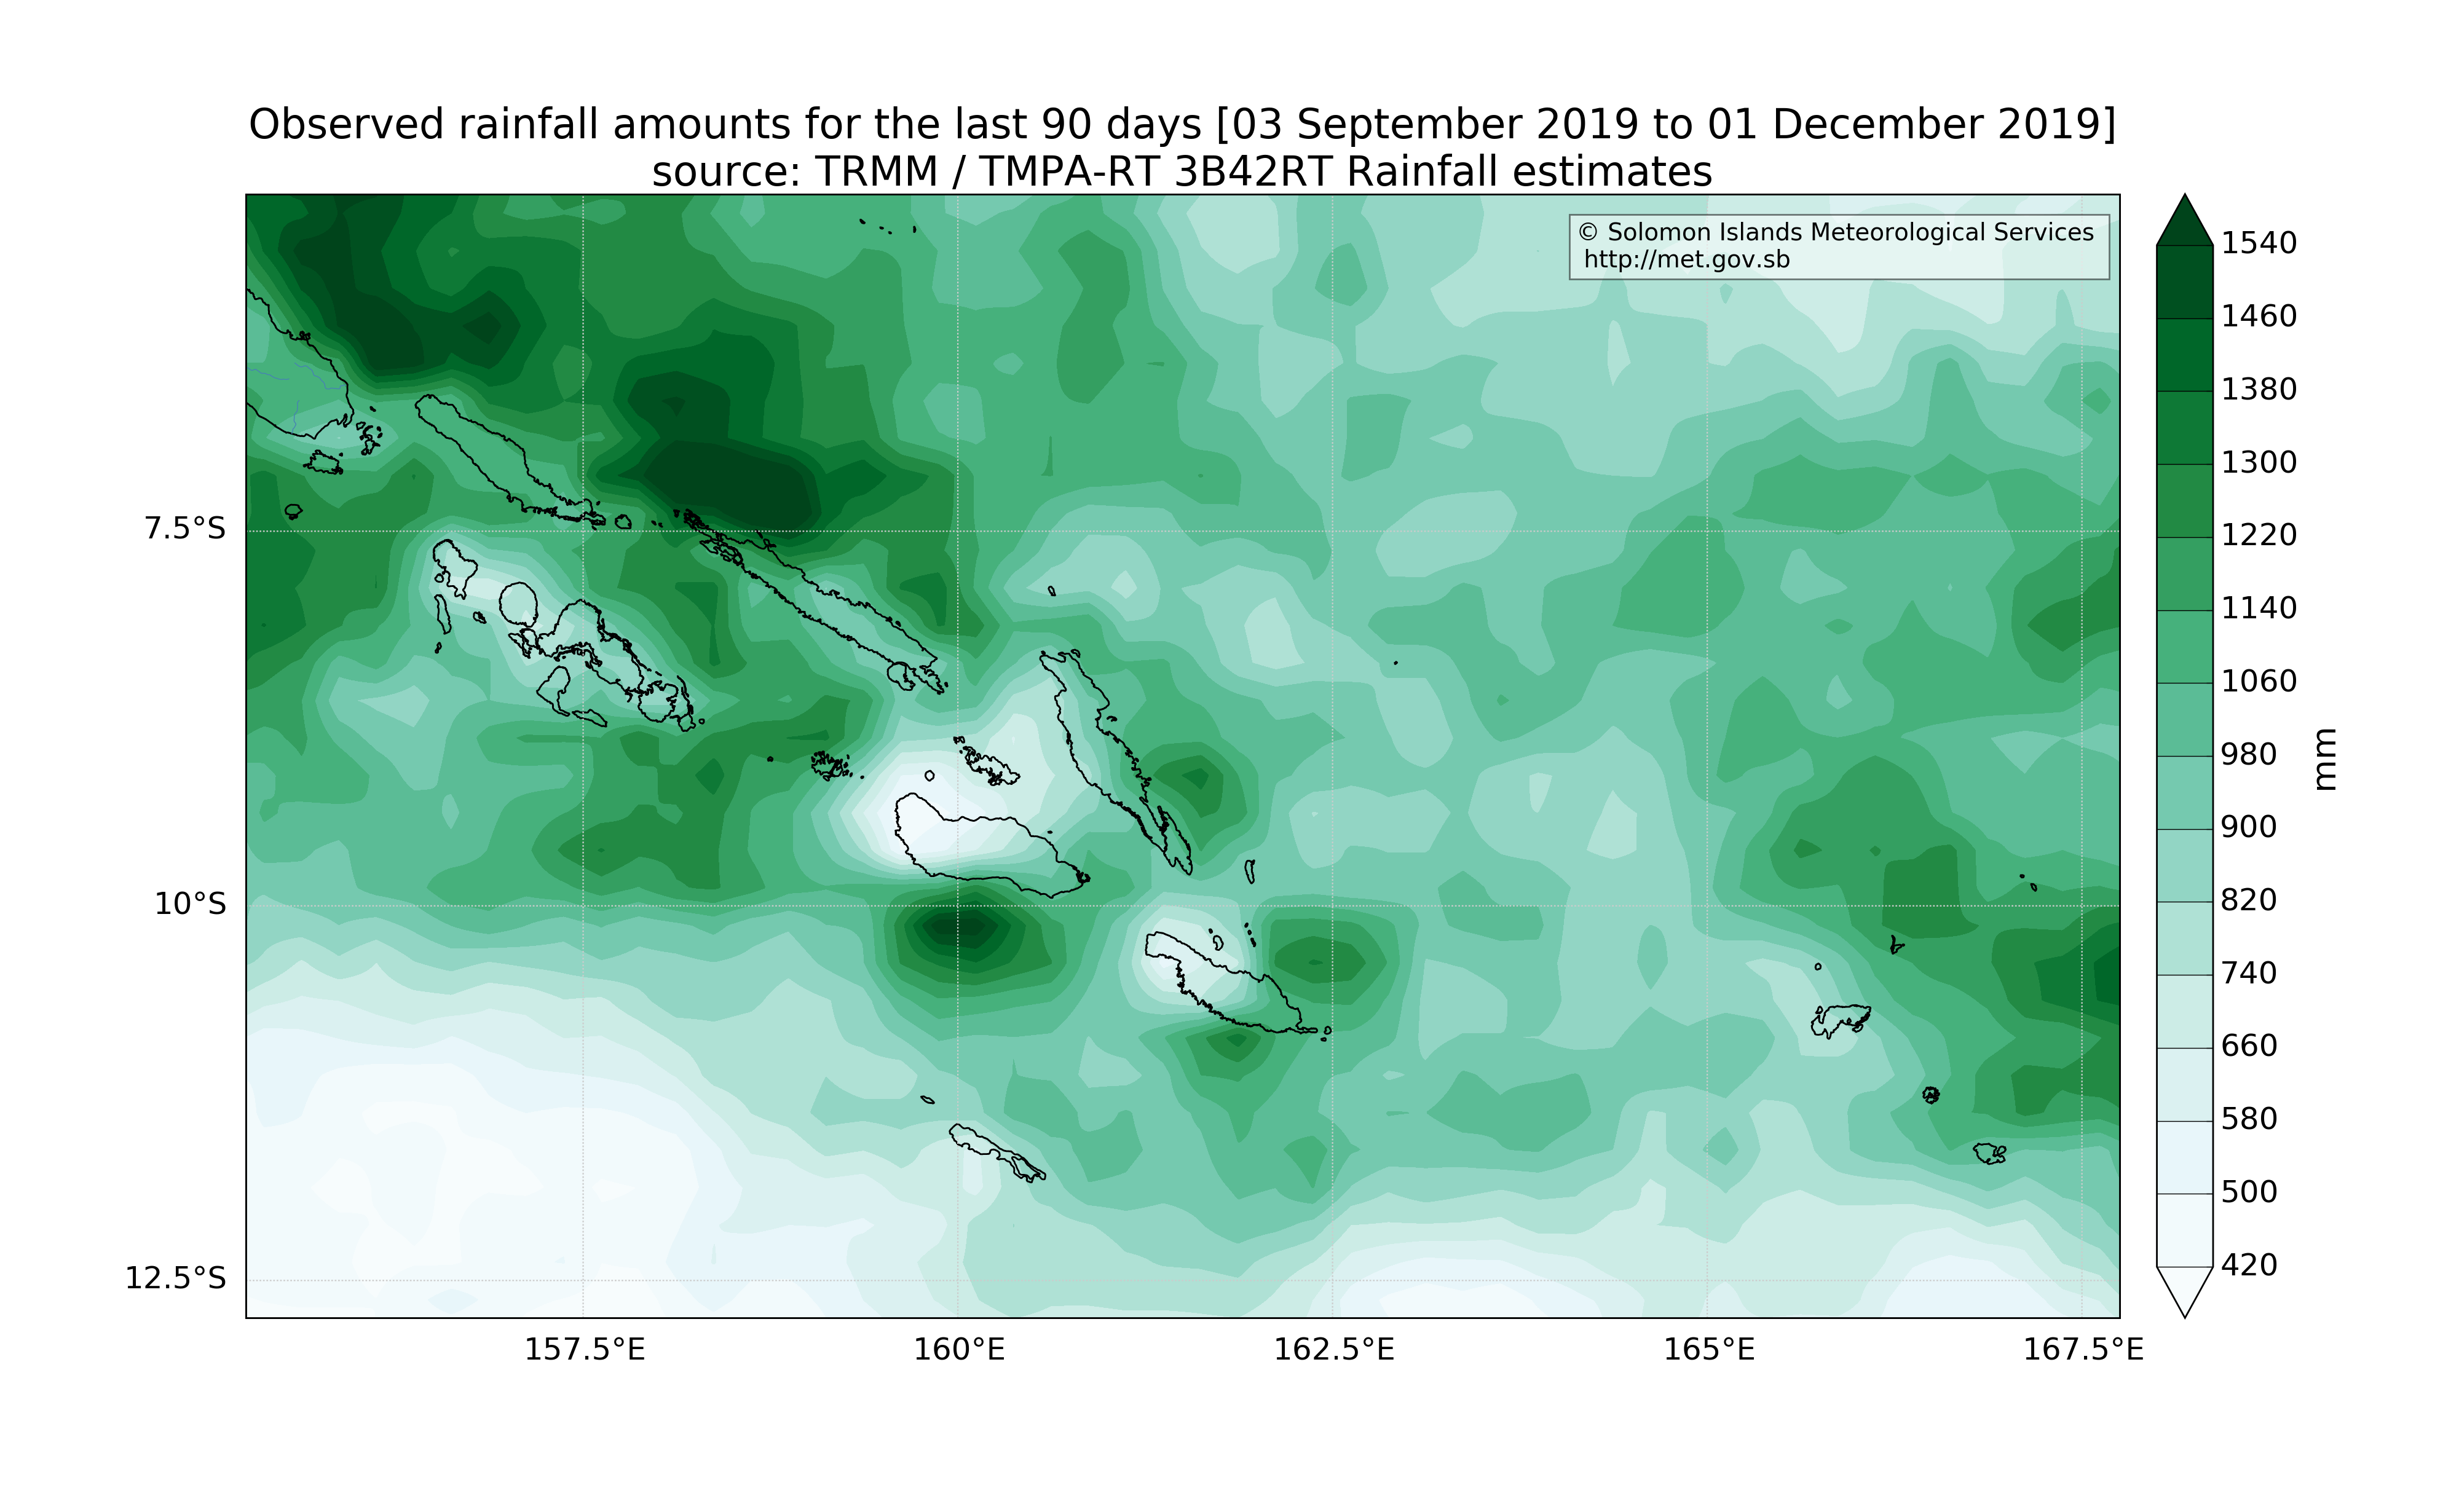 Observed rainfall amounts for the last 90 days [03 September 2019 to 01 December 2019]
source: TRMM / TMPA-RT 3B42RT Rainfall estimates
© Solomon Islands Meteorological Services
http://met.gov.sb
7.5°S
10°S
12.5°S
157.5°E
160°E
162.5°E
165°E
167.5°E
1540
1460
1380
1300
1220
1140
1060
980
900
820
740
660
580
500
420
mm